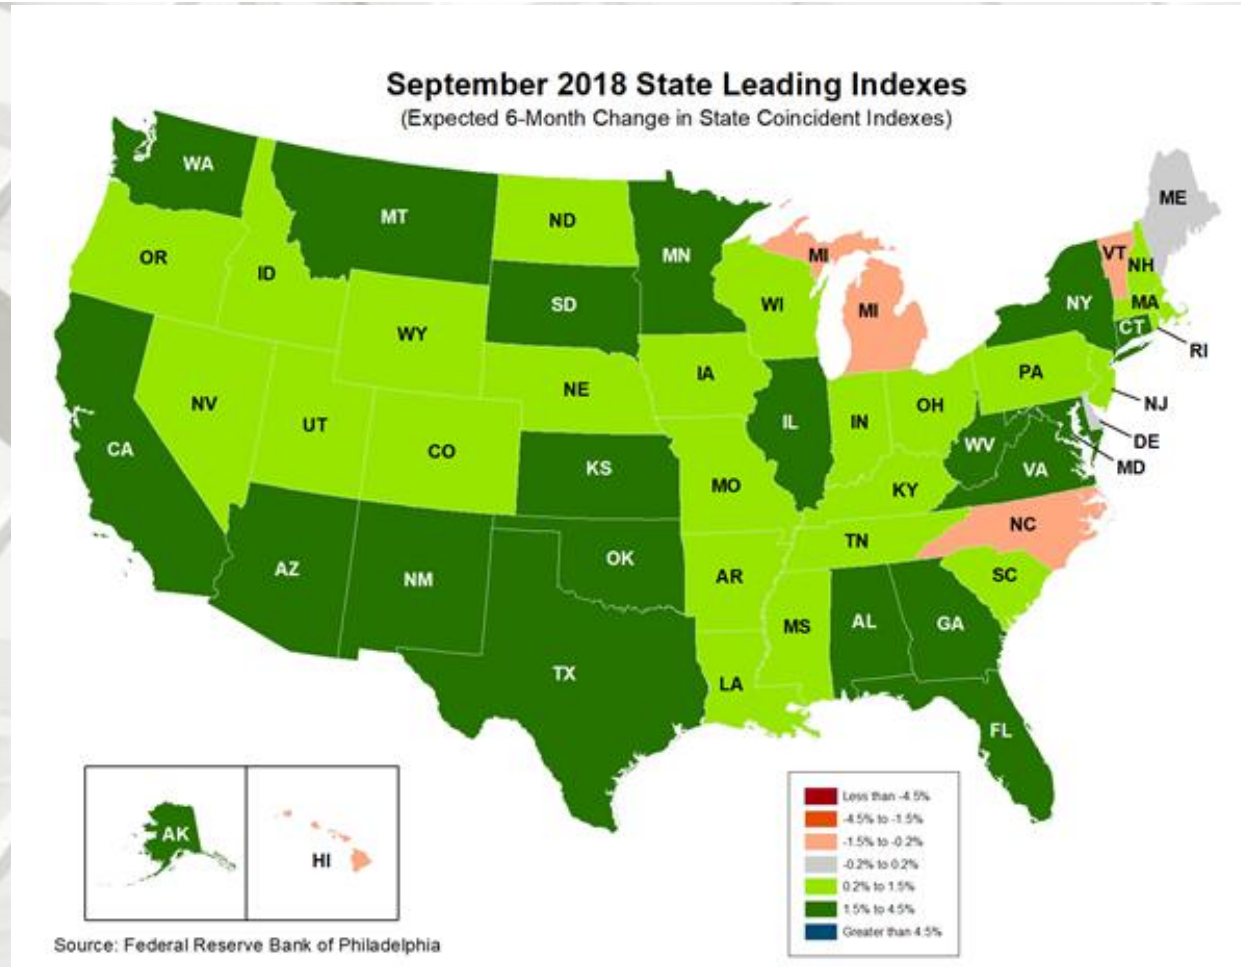 September 2018 State Leading Indexes
(Expected 6-Month Change in State Coincident Indexes)
WA
MT
ND
MN
ME
OR
ID
SD
WI
MI
MI
VT
NH
NY
MA
CT
RI
WY
IA
PA
NV
NE
OH
NJ
UT
CO
IL
IN
DE
CA
KS
WV
MD
VA
MO
KY
NC
AZ
NM
OK
TN
AR
SC
MS
AL
GA
TX
LA
FL
AK
HI
Less than -4.5%
-4.5% to -1.5%
-1.5% to -0.2%
-0.2% to 0.2%
0.2% to 1.5%
1.5% to 4.5%
Greater than 4.5%
Source: Federal Reserve Bank of Philadelphia